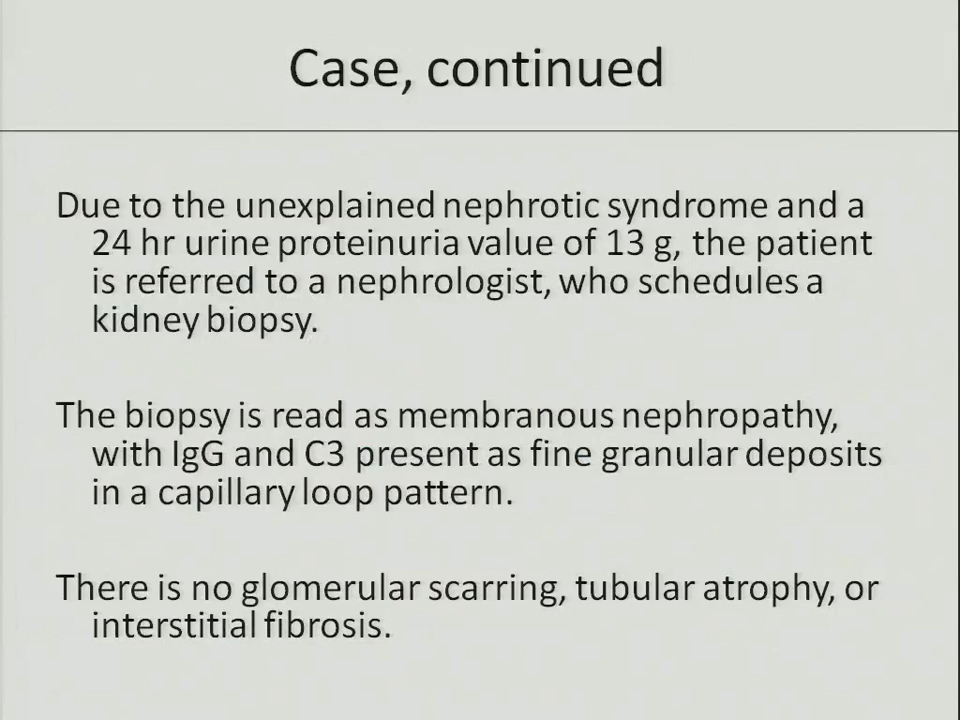 Case, continued
Due to the unexplained nephrotic syndrome and a
24 hr urine proteinuria value of 13 g, the patient
is referred to a nephrologist, who schedules a
kidney biopsy.
The biopsy is read as membranous nephropathy,
with IgG and C3 present as fine granular deposits
in a capillary loop pattern.
There is no glomerular scarring, tubular atrophy, or
interstitial fibrosis.